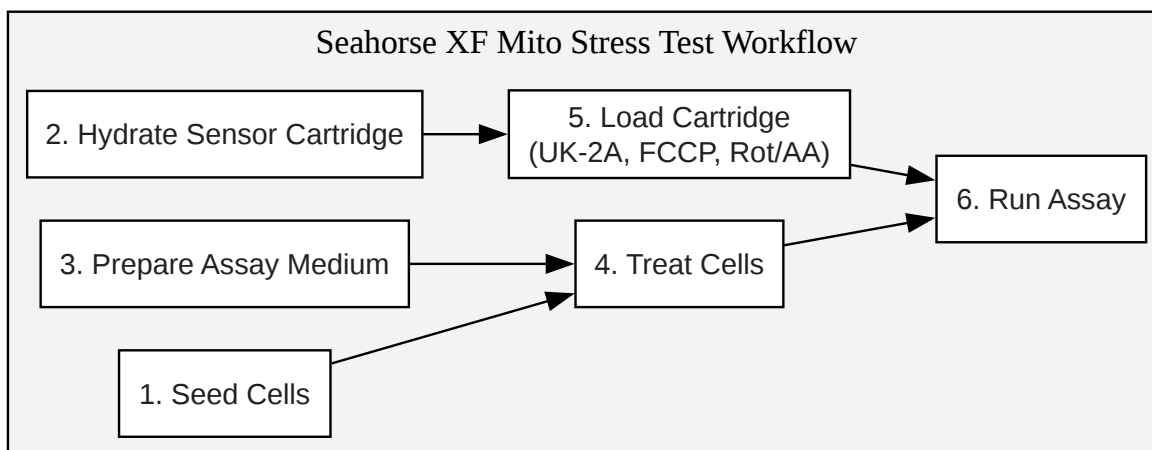 Seahorse XF Mito Stress Test Workflow
2. Hydrate Sensor Cartridge
5. Load Cartridge
(UK-2A, FCCP, Rot/AA)
6. Run Assay
3. Prepare Assay Medium
4. Treat Cells
1. Seed Cells